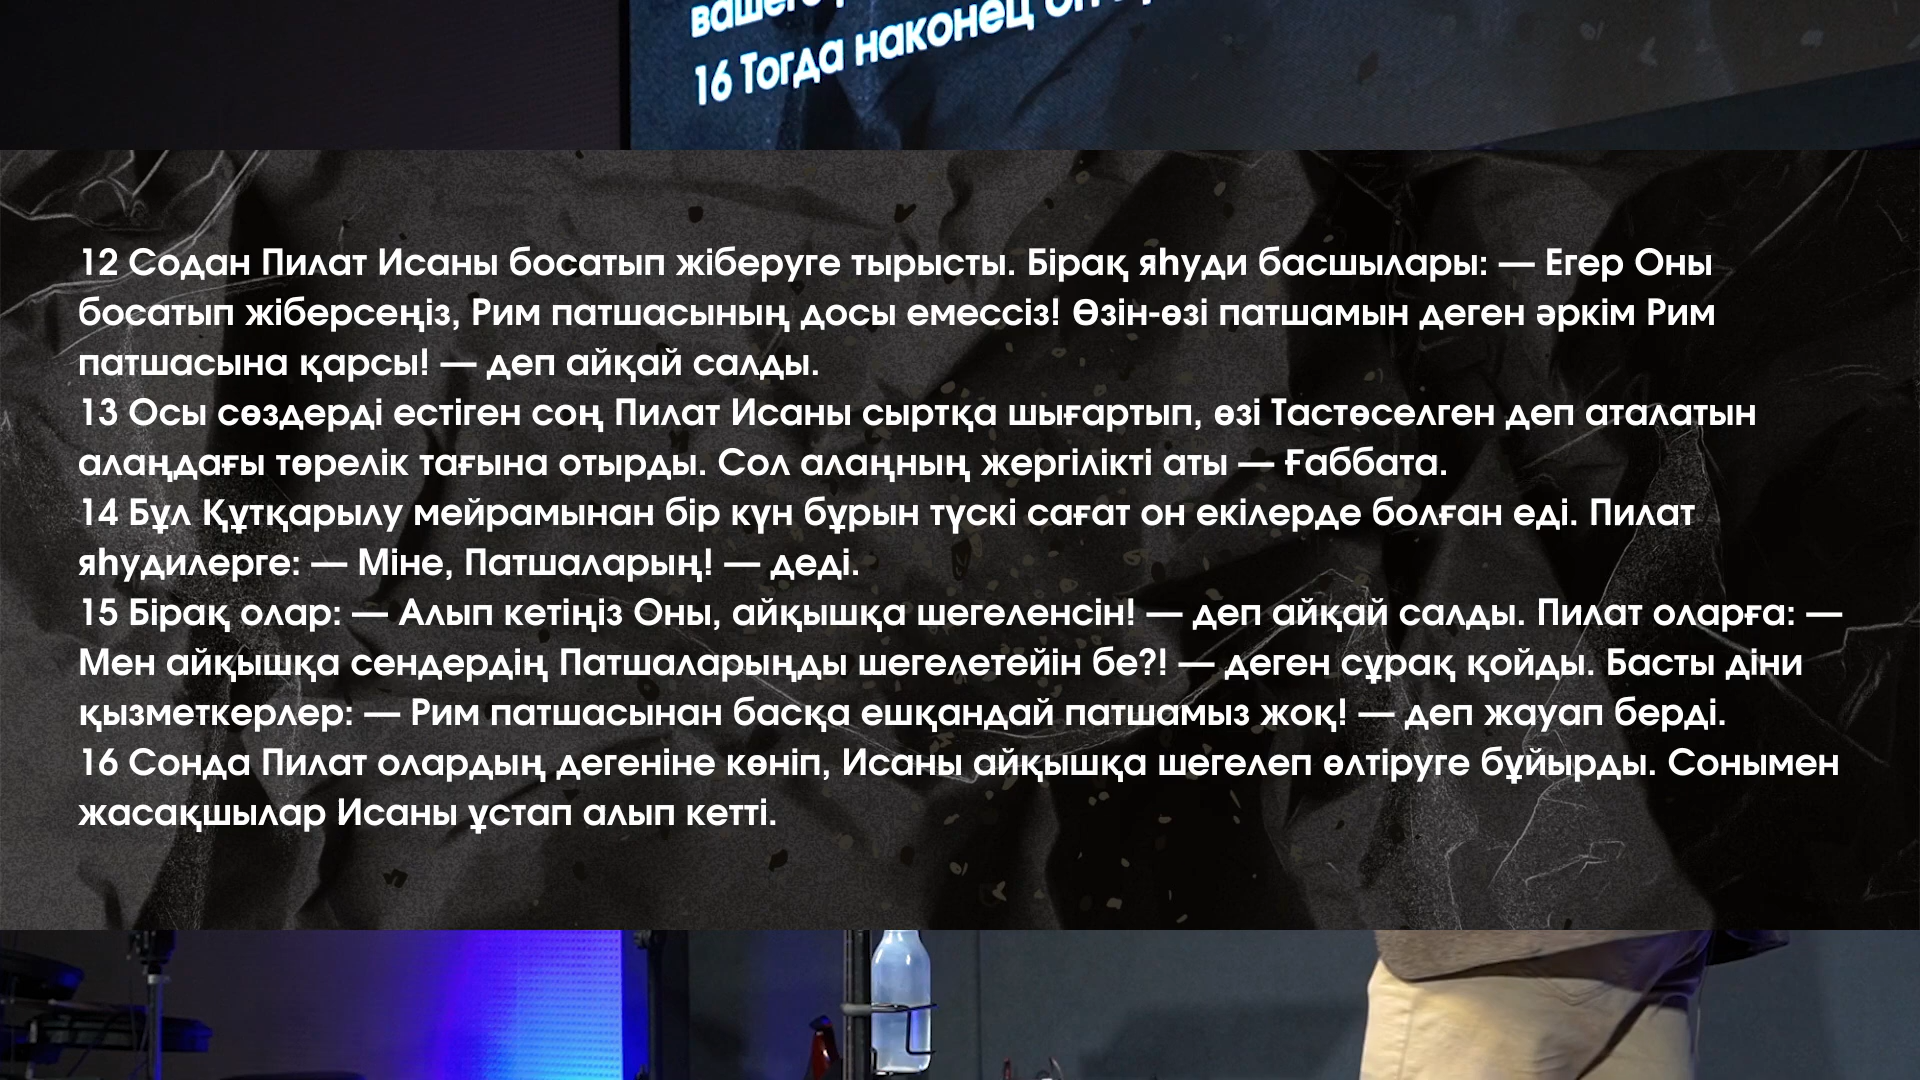 16 Тогда наконец
12 Содан Пилат Исаны босатып жіберуге тырысты. Бірақ яһуди басшылары: — Егер Оны
босатып жіберсеңіз, Рим патшасының досы емессіз! Өзін-өзі патшамын деген әркім Рим
патшасына қарсы! — деп айқай салды.
13 Осы сөздерді естіген соң Пилат Исаны сыртқа шығартып, өзі Тастөселген деп аталатын
алаңдағы төрелік тағына отырды. Сол алаңның жергілікті аты — Ғаббата.
14 Бұл Құтқарылу мейрамынан бір күн бұрын түскі сағат он екілерде болған еді. Пилат
яһудилерге: — Міне, Патшаларың! — деді.
15 Бірақ олар: — Алып кетіңіз Оны, айқышқа шегеленсін! — деп айқай салды. Пилат оларға: —
Мен айқышқа сендердің Патшаларыңды шегелетейін бе?! — деген сұрақ қойды. Басты діни
қызметкерлер: — Рим патшасынан басқа ешқандай патшамыз жоқ! — деп жауап берді.
16 Сонда Пилат олардың дегеніне көніп, Исаны айқышқа шегелеп өлтіруге бұйырды. Сонымен
жасақшылар Исаны ұстап алып кетті.